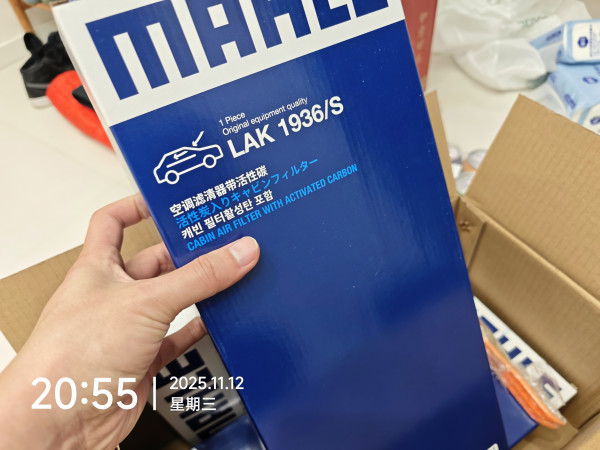 MAHLE
1 Piece
Original equipment quality
LAK 1936/S
空调滤清器带活性碳
活性炭入りキャビンフィルター
캐빈 필터활성탄 포함
CABIN AIR FILTER WITH ACTIVATED CARBON
20:55
2025.11.12
星期三